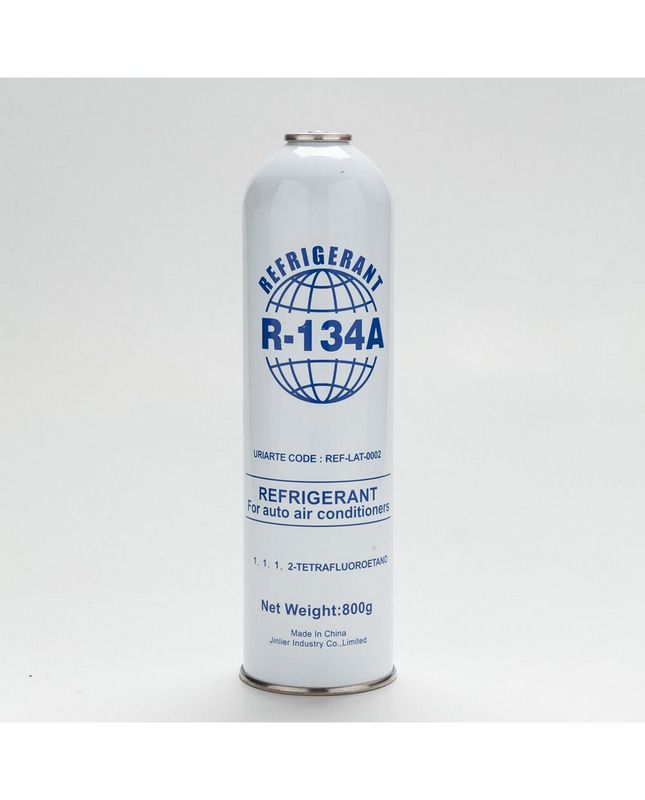 REFRIGERANT
R-134A
URIARTE CODE : REF-LAT-0002
REFRIGERANT
For auto air conditioners
1, 1, 1, 2-TETRAFLUOROETANO
Net Weight:800g
Made In China
Jinlier Industry Co.,Limited